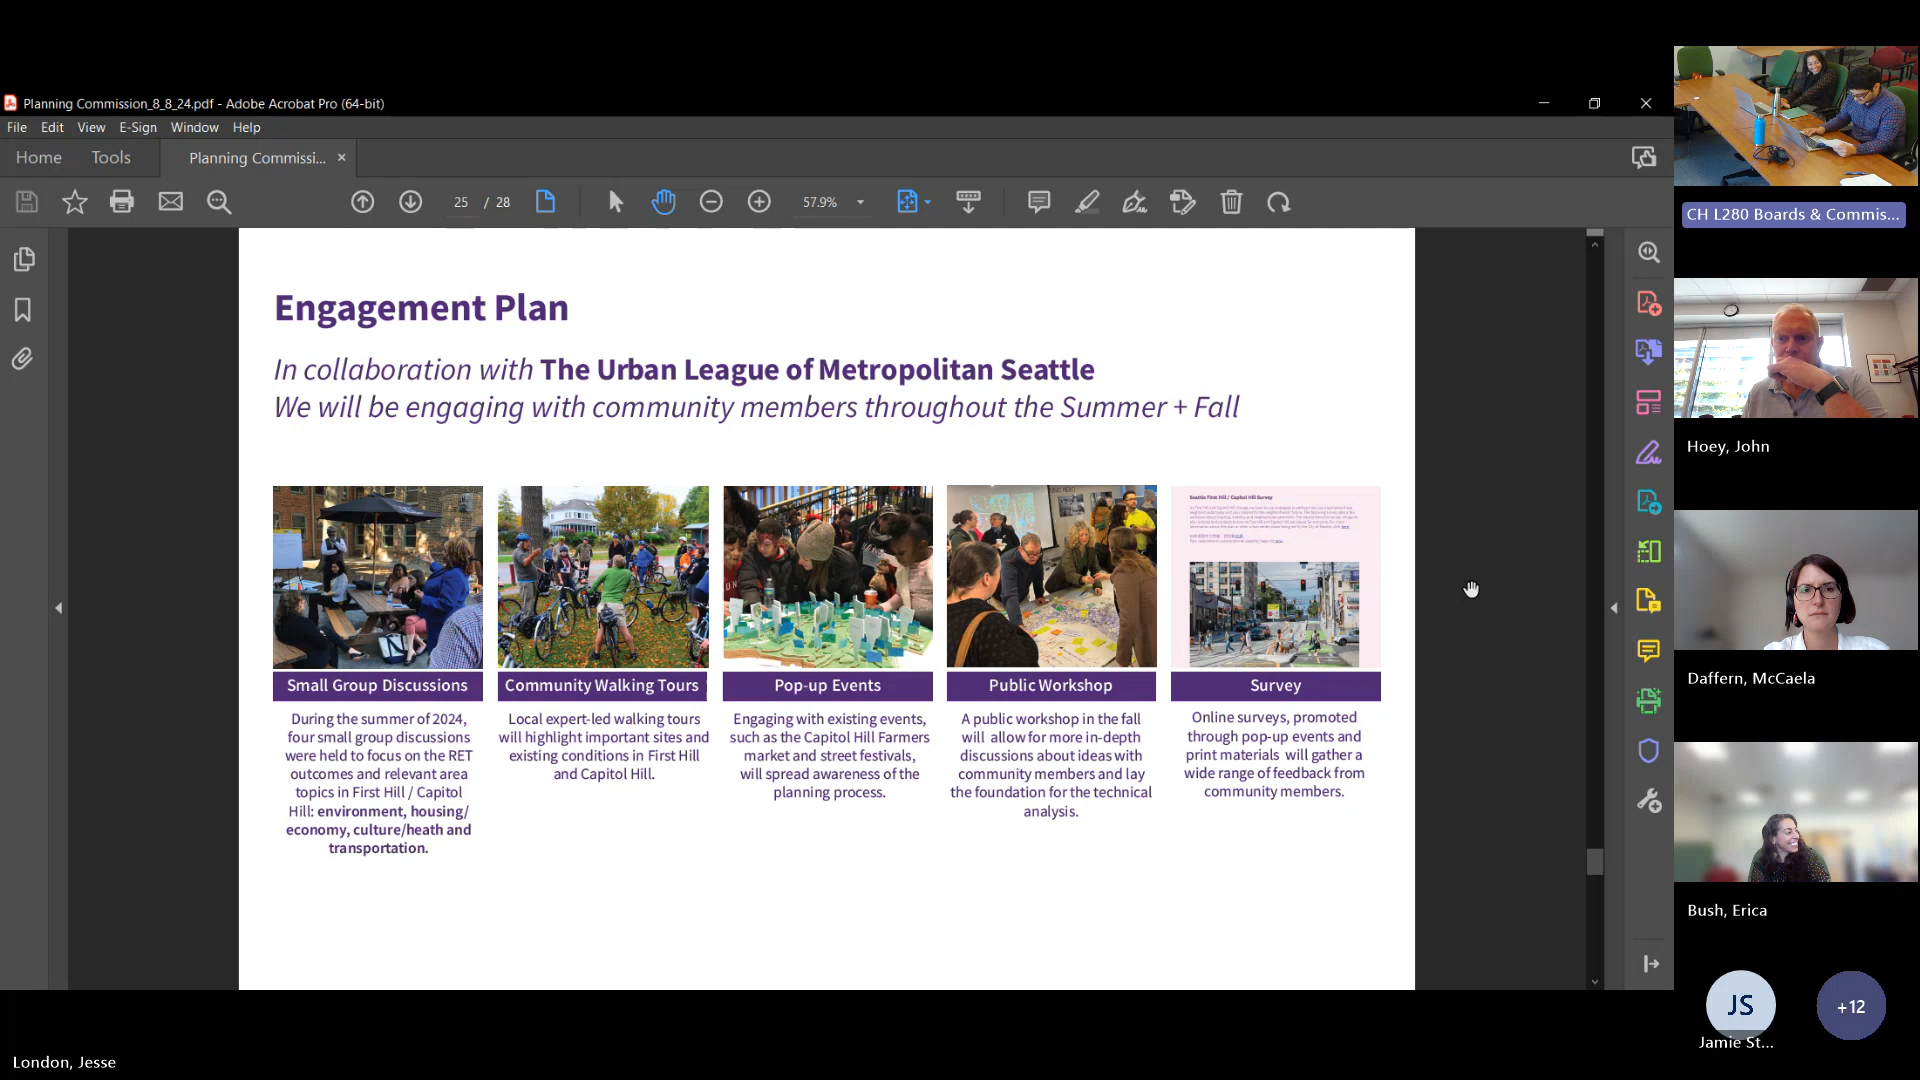 Planning Commission_8_8_24.pdf - Adobe Acrobat Pro (64-bit)
File Edit View E-Sign Window Help
Home Tools Planning Commissi... ×
25 / 28 57.9%
Engagement Plan
In collaboration with The Urban League of Metropolitan Seattle
We will be engaging with community members throughout the Summer + Fall
Seattle First Hill / Capitol Hill Survey
Small Group Discussions
During the summer of 2024,
four small group discussions
were held to focus on the RET
outcomes and relevant area
topics in First Hill / Capitol
Hill: environment, housing/
economy, culture/heath and
transportation.
Community Walking Tours
Local expert-led walking tours
will highlight important sites and
existing conditions in First Hill
and Capitol Hill.
Pop-up Events
Engaging with existing events,
such as the Capitol Hill Farmers
market and street festivals,
will spread awareness of the
planning process.
Public Workshop
A public workshop in the fall
will allow for more in-depth
discussions about ideas with
community members and lay
the foundation for the technical
analysis.
Survey
Online surveys, promoted
through pop-up events and
print materials will gather a
wide range of feedback from
community members.
CH L280 Boards & Commis...
Hoey, John
Daffern, McCaela
Bush, Erica
JS
+12
Jamie St...
London, Jesse